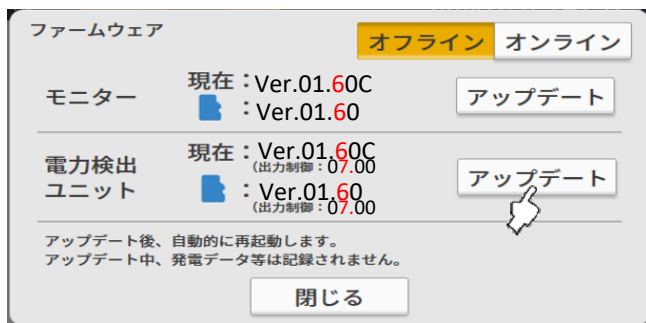 ファームウェア
オフライン オンライン
モニター 現在：Ver.01.60C アップデート
：Ver.01.60
電力検出ユニット 現在：Ver.01.60C
(出力制御：07.00
：Ver.01.60 アップデート
(出力制御：07.00
アップデート後、自動的に再起動します。
アップデート中、発電データ等は記録されません。
閉じる